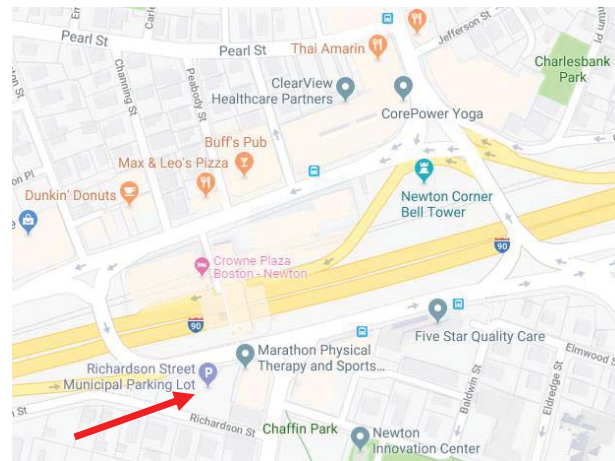 Pearl St
Pearl St
Thai Amarin
Jefferson St
Charlesbank
Park
Channing St
Peabody St
ClearView
Healthcare Partners
CorePower Yoga
Buff's Pub
Max & Leo's Pizza
Dunkin' Donuts
Newton Corner
Bell Tower
90
Crowne Plaza
Boston - Newton
90
Five Star Quality Care
Marathon Physical
Therapy and Sports...
Richardson Street
Municipal Parking Lot
P
Elmwood S
Baldwin St
Eldredge St
Richardson St
Chaffin Park
Newton
Innovation Center